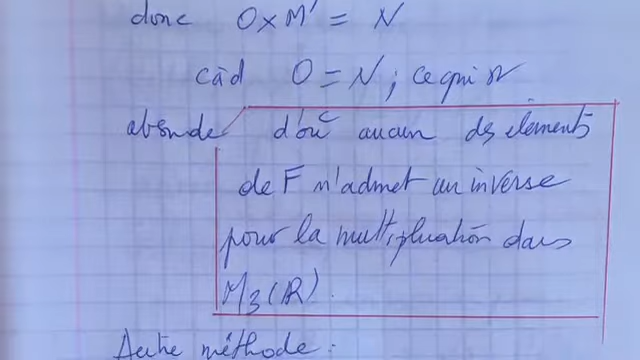 donc O × M' = N
càd O = N ; ce qui est
absurde d'où aucun des éléments
de F n'admet un inverse
pour la multiplication dans
M₃(ℝ).
Autre méthode :